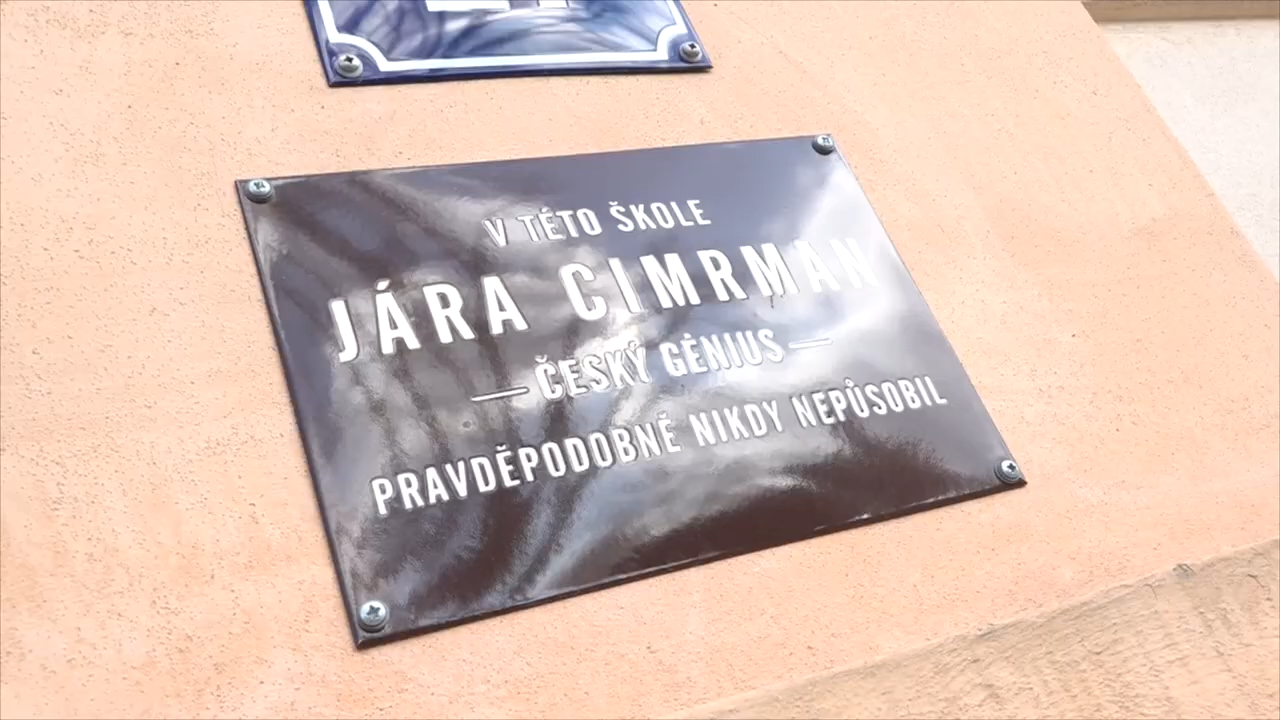 V TÉTO ŠKOLE
JÁRA CIMRMAN
— ČESKÝ GÉNIUS —
PRAVDĚPODOBNĚ NIKDY NEPŮSOBIL